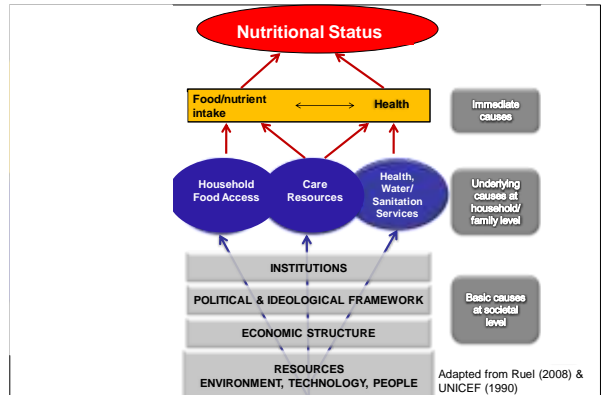 Nutritional Status
Food/nutrient
intake
Health
Immediate
causes
Household
Food Access
Care
Resources
Health,
Water/
Sanitation
Services
Underlying
causes at
household/
family level
INSTITUTIONS
POLITICAL & IDEOLOGICAL FRAMEWORK
ECONOMIC STRUCTURE
RESOURCES
ENVIRONMENT, TECHNOLOGY, PEOPLE
Basic causes
at societal
level
Adapted from Ruel (2008) &
UNICEF (1990)